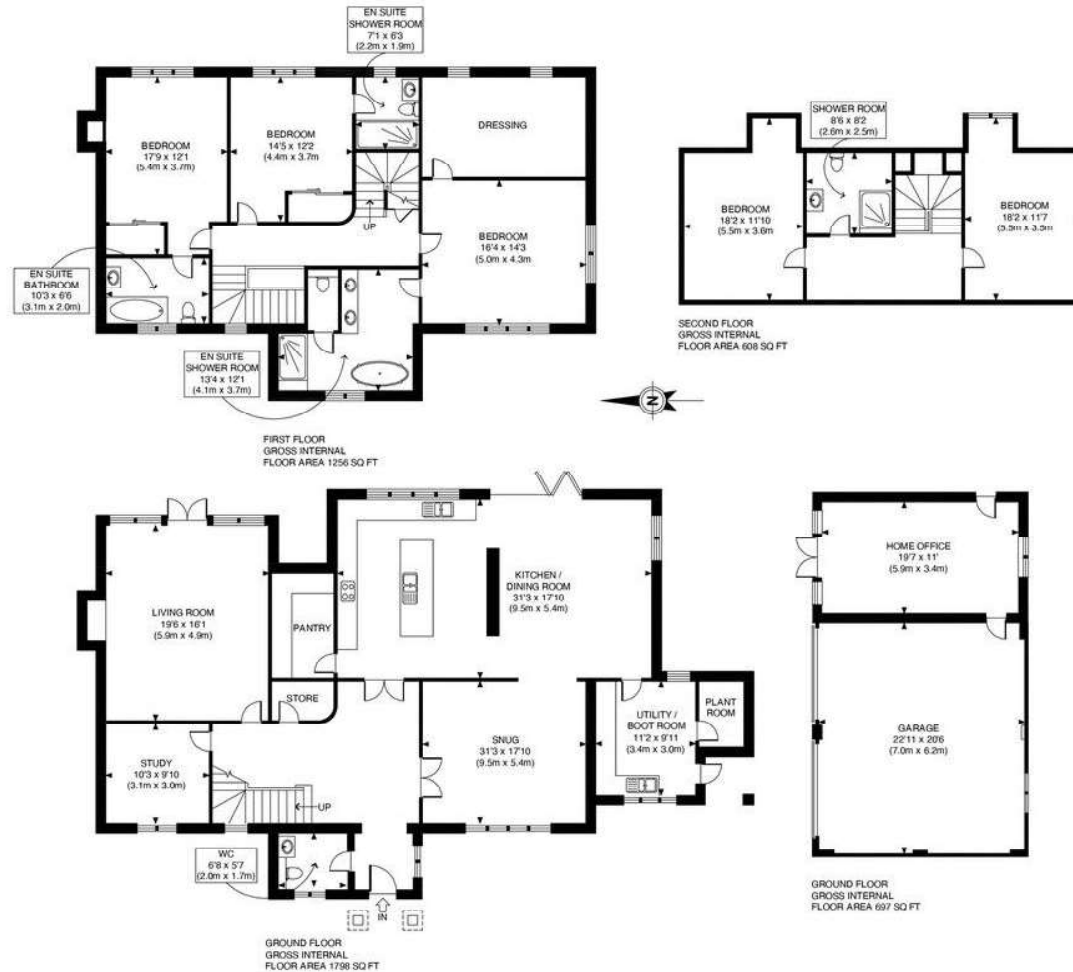 EN SUITE
SHOWER ROOM
7'1 x 6'3
(2.2m x 1.9m)
BEDROOM
17'9 x 12'1
(5.4m x 3.7m)
BEDROOM
14'5 x 12'2
(4.4m x 3.7m
DRESSING
UP
BEDROOM
16'4 x 14'3
(5.0m x 4.3m
EN SUITE
BATHROOM
10'3 x 6'6
(3.1m x 2.0m)
EN SUITE
SHOWER ROOM
13'4 x 12'1
(4.1m x 3.7m)
FIRST FLOOR
GROSS INTERNAL
FLOOR AREA 1256 SQ FT
SHOWER ROOM
8'6 x 8'2
(2.6m x 2.5m)
BEDROOM
18'2 x 11'10
(5.5m x 3.6m
BEDROOM
18'2 x 11'7
(5.5m x 3.5m
SECOND FLOOR
GROSS INTERNAL
FLOOR AREA 608 SQ FT
N
LIVING ROOM
19'6 x 16'1
(5.9m x 4.9m)
PANTRY
KITCHEN /
DINING ROOM
31'3 x 17'10
(9.5m x 5.4m)
STORE
STUDY
10'3 x 9'10
(3.1m x 3.0m)
UP
SNUG
31'3 x 17'10
(9.5m x 5.4m)
UTILITY /
BOOT ROOM
11'2 x 9'11
(3.4m x 3.0m)
PLANT
ROOM
WC
6'8 x 5'7
(2.0m x 1.7m)
IN
GROUND FLOOR
GROSS INTERNAL
FLOOR AREA 1798 SQ FT
HOME OFFICE
19'7 x 11'
(5.9m x 3.4m)
GARAGE
22'11 x 20'6
(7.0m x 6.2m)
GROUND FLOOR
GROSS INTERNAL
FLOOR AREA 697 SQ FT